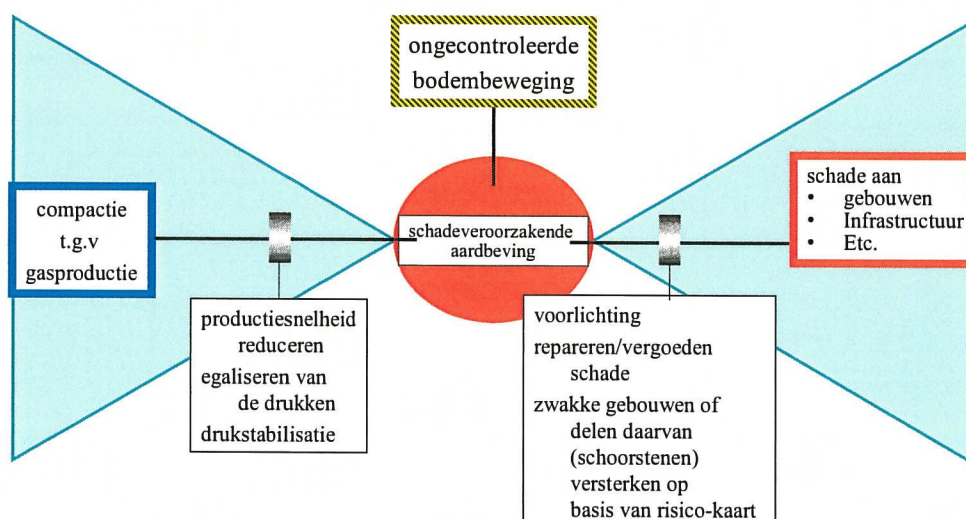 ongecontroleerde
bodembeweging
compactie
t.g.v
gasproductie
schadeveroorzakende
aardbeving
schade aan
• gebouwen
• Infrastructuur
• Etc.
productiesnelheid
reduceren
egaliseren van
de drukken
drukstabilisatie
voorlichting
repareren/vergoeden
schade
zwakke gebouwen of
delen daarvan
(schoorstenen)
versterken op
basis van risico-kaart